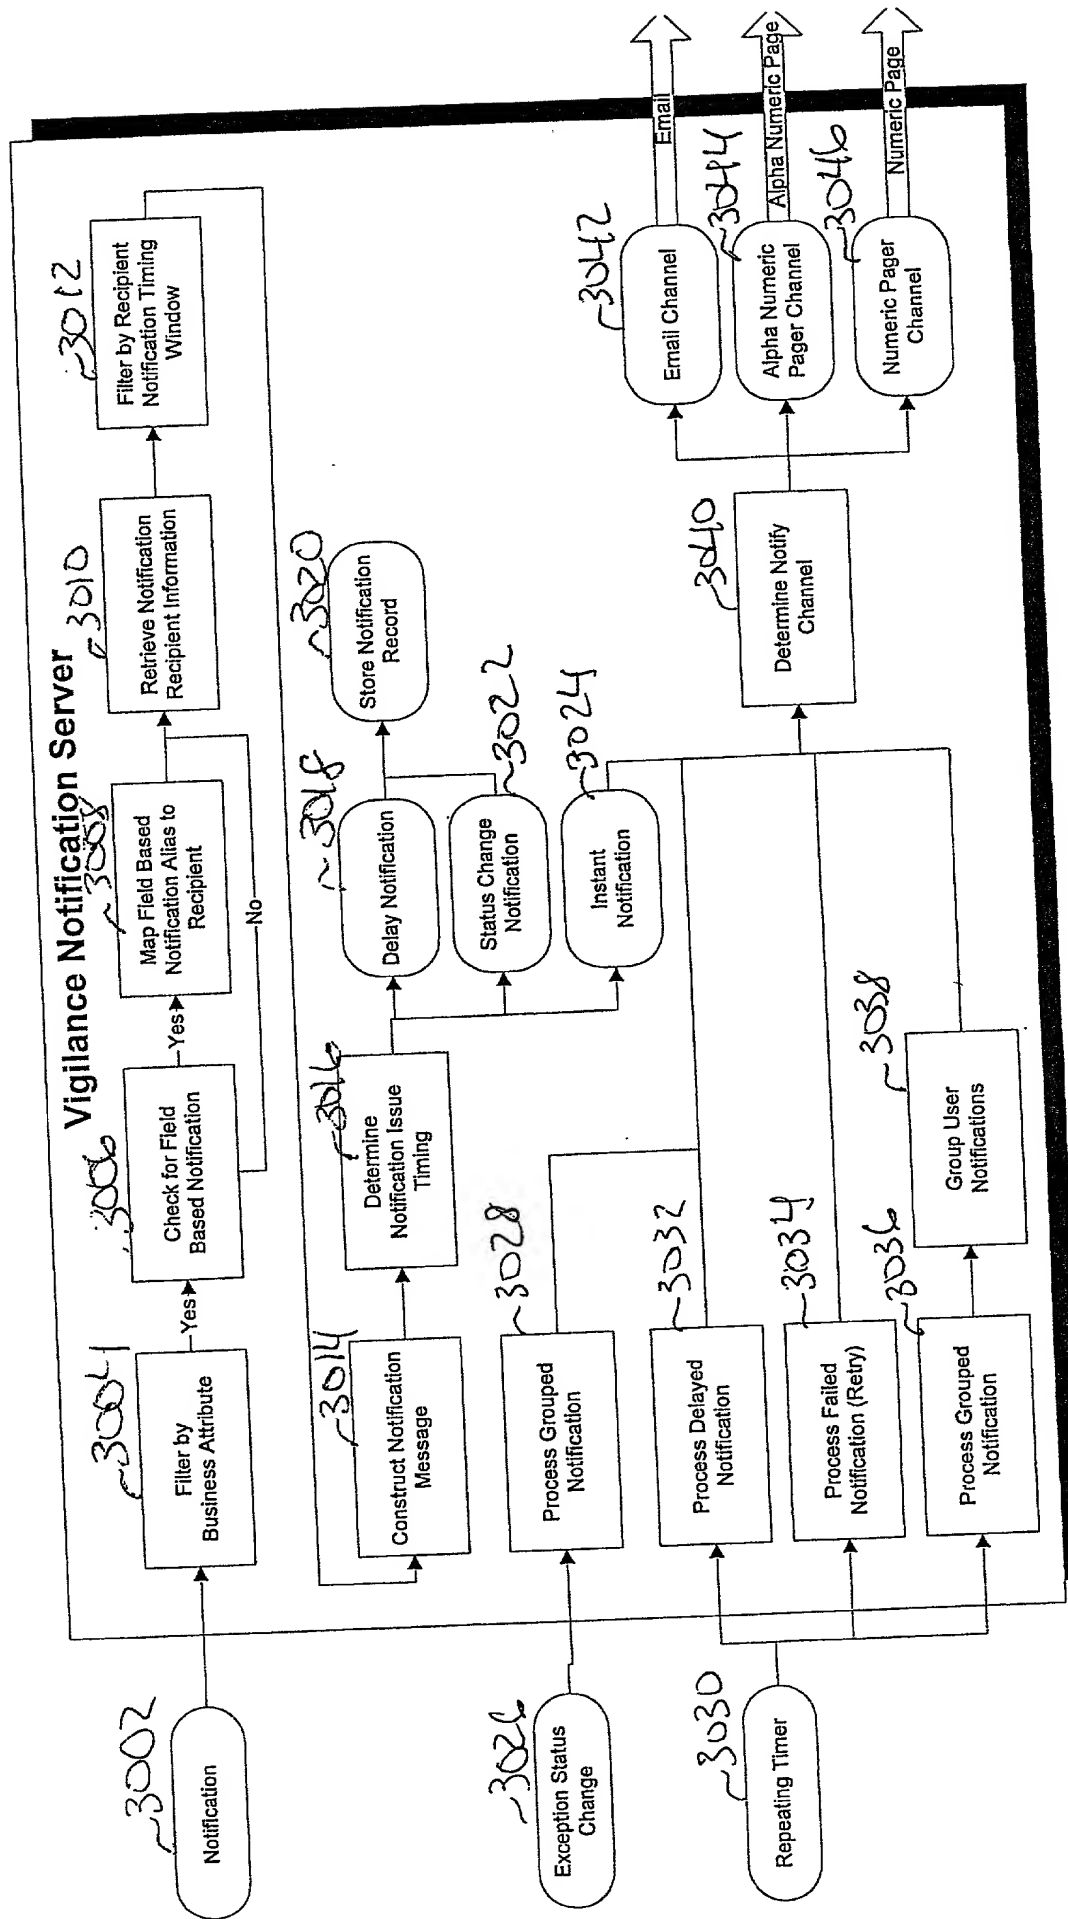 Vigilance Notification Server
~3002
Notification
~3004
Filter by
Business Attribute
Yes
~3006
Check for Field
Based Notification
Yes
~3008
Map Field Based
Notification Alias to
Recipient
No
~3010
Retrieve Notification
Recipient Information
~3012
Filter by Recipient
Notification Timing
Window
~3014
Construct Notification
Message
~3016
Determine
Notification Issue
Timing
~3018
Delay Notification
~3020
Store Notification
Record
~3022
Status Change
Notification
~3024
Instant
Notification
~3026
Exception Status
Change
~3028
Process Grouped
Notification
~3030
Repeating Timer
~3032
Process Delayed
Notification
~3034
Process Failed
Notification (Retry)
~3036
Process Grouped
Notification
~3038
Group User
Notifications
~3040
Determine Notify
Channel
~3042
Email Channel
Email
~3044
Alpha Numeric
Pager Channel
Alpha Numeric Page
~3046
Numeric Pager
Channel
Numeric Page